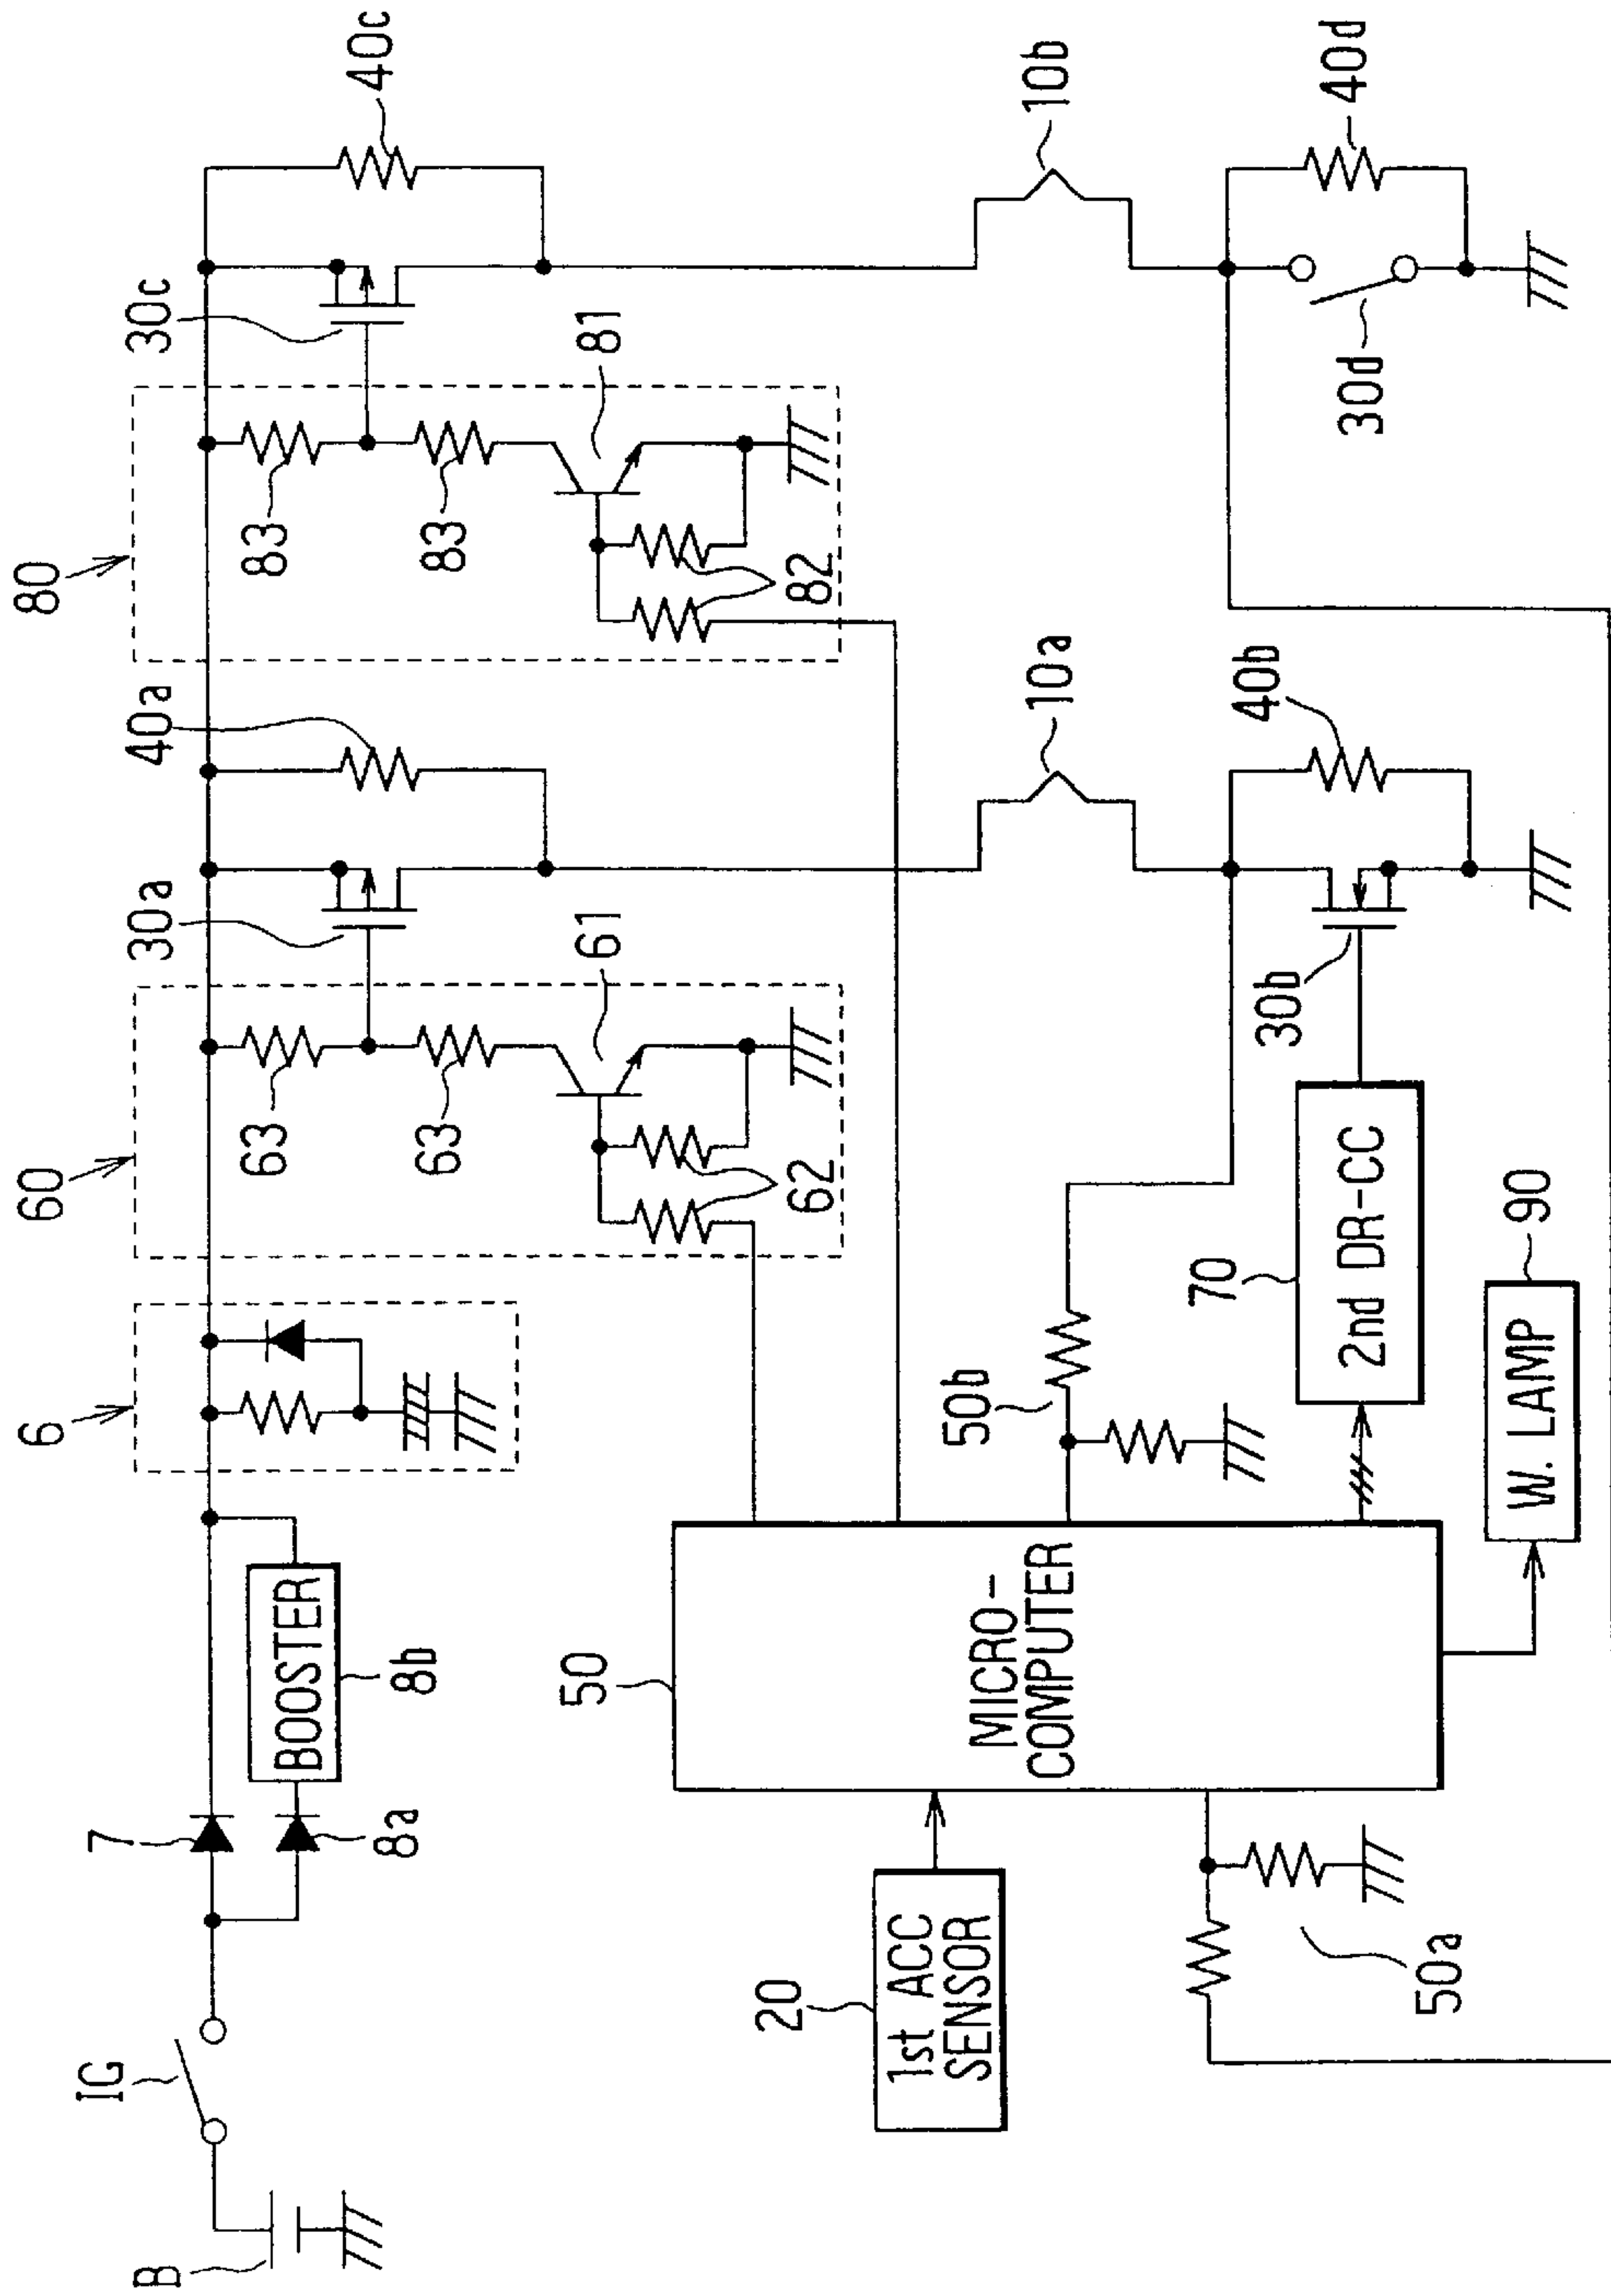 B
IG
7
8a
BOOSTER
8b
6
60
63
63
61
62
30a
40a
80
83
83
81
82
30c
40c
10a
10b
20
1st ACC
SENSOR
50
MICRO-
COMPUTER
50a
50b
70
2nd DR-CC
30b
40b
30d
40d
W. LAMP
90